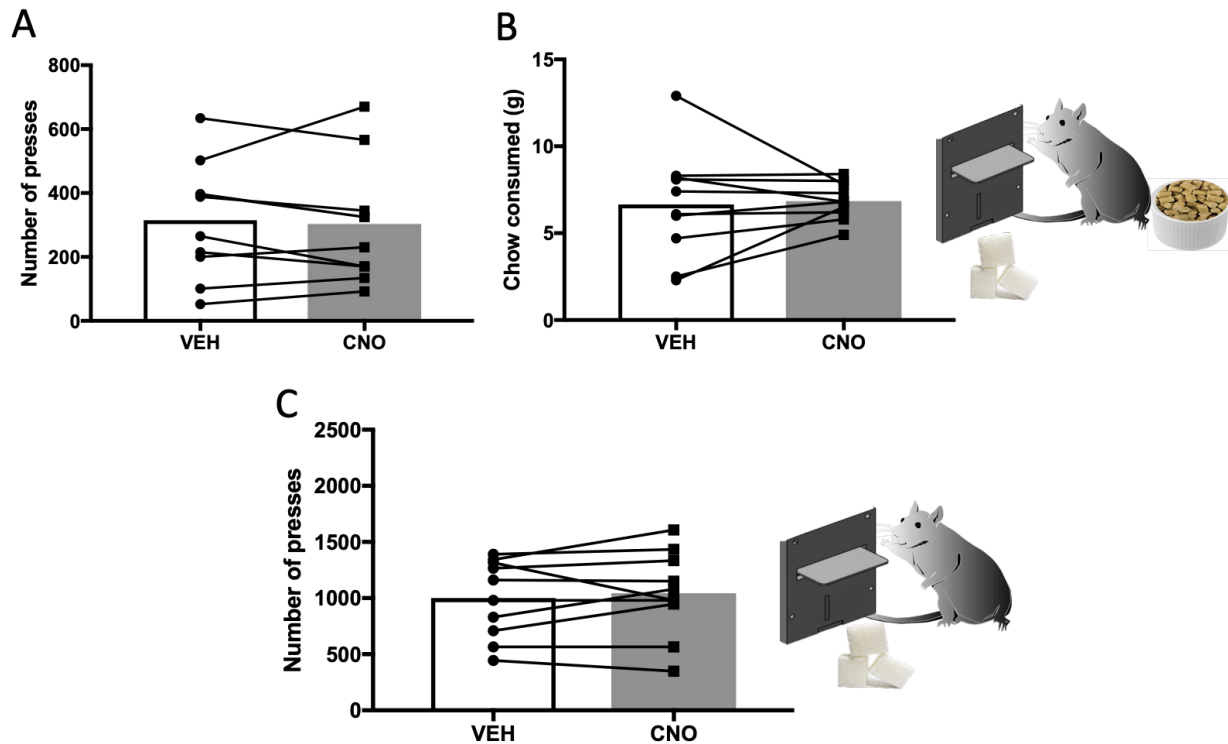 A
Number of presses
800
600
400
200
0
VEH CNO
B
Chow consumed (g)
15
10
5
0
VEH CNO
C
Number of presses
2500
2000
1500
1000
500
0
VEH CNO